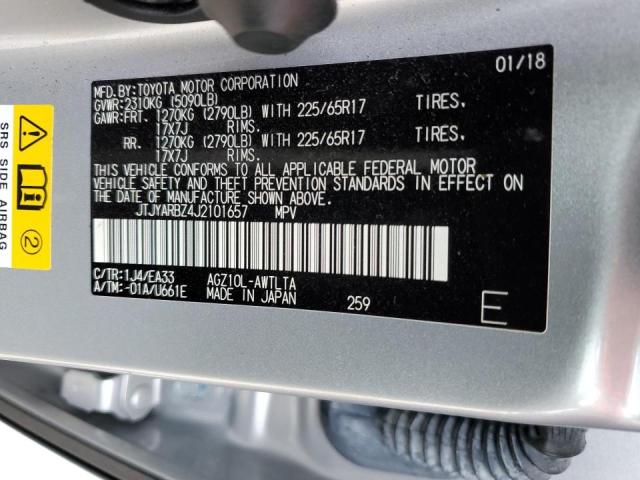 MFD. BY: TOYOTA MOTOR CORPORATION 01/18
GVWR: 2310KG (5090LB)
GAWR: FRT. 1270KG (2790LB) WITH 225/65R17 TIRES.
17X7J RIMS.
RR. 1270KG (2790LB) WITH 225/65R17 TIRES.
17X7J RIMS.
THIS VEHICLE CONFORMS TO ALL APPLICABLE FEDERAL MOTOR
VEHICLE SAFETY AND THEFT PREVENTION STANDARDS IN EFFECT ON
THE DATE OF MANUFACTURE SHOWN ABOVE.
JTJYARBZ4J2101657 MPV
C/TR: 1J4/EA33 AGZ10L-AWTLTA
A/TM: -01A/U661E MADE IN JAPAN 259 E
SRS SIDE AIRBAG
2